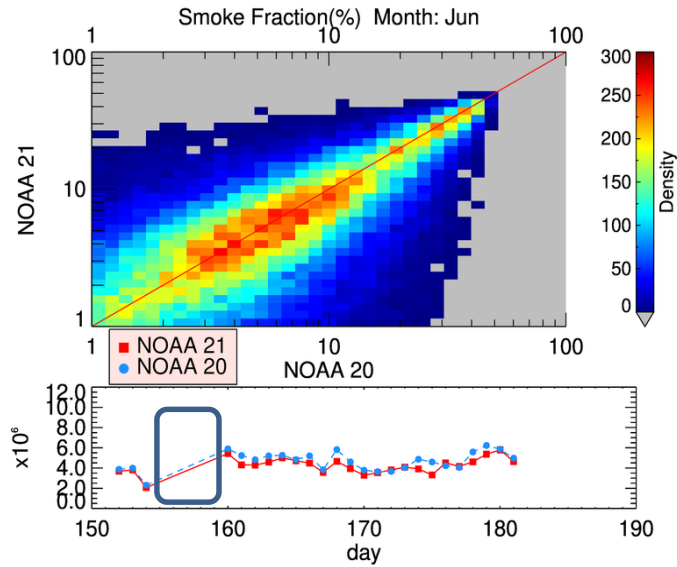 Smoke Fraction(%) Month: Jun
1 10 100
100
10
1
NOAA 21
1 10 100
NOAA 20
300
250
200
150
100
50
0
Density
NOAA 21
NOAA 20
12.0
10.0
8.0
6.0
4.0
2.0
0.0
x10⁶
150 160 170 180 190
day